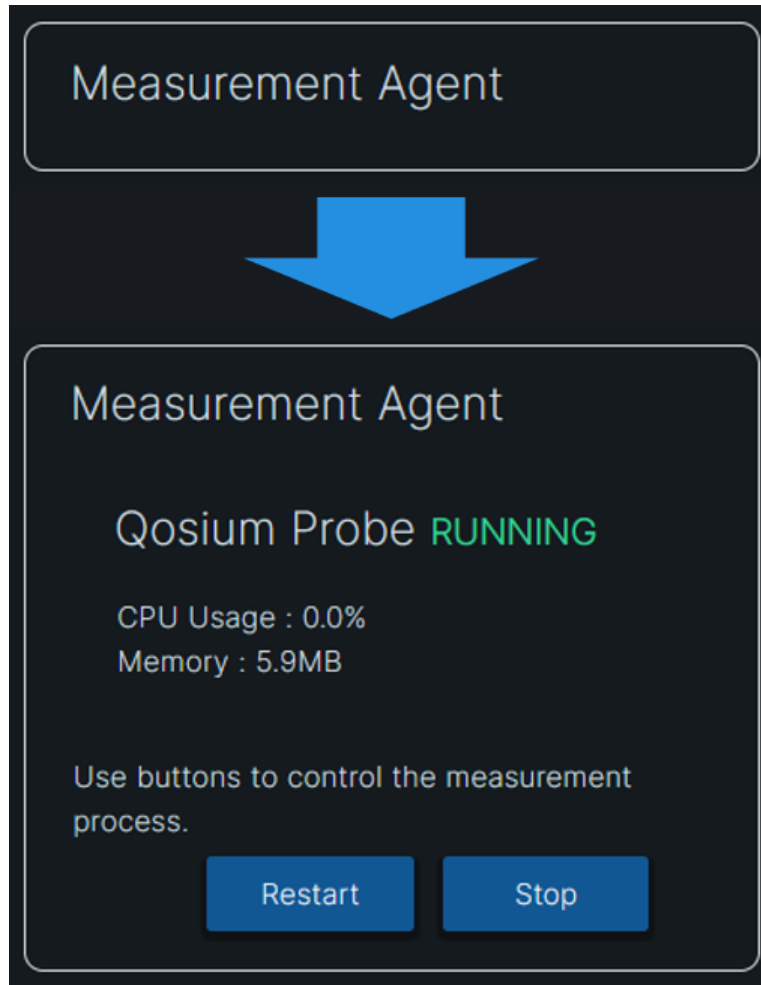 Measurement Agent
Measurement Agent
Qosium Probe RUNNING
CPU Usage : 0.0%
Memory : 5.9MB
Use buttons to control the measurement
process.
Restart Stop